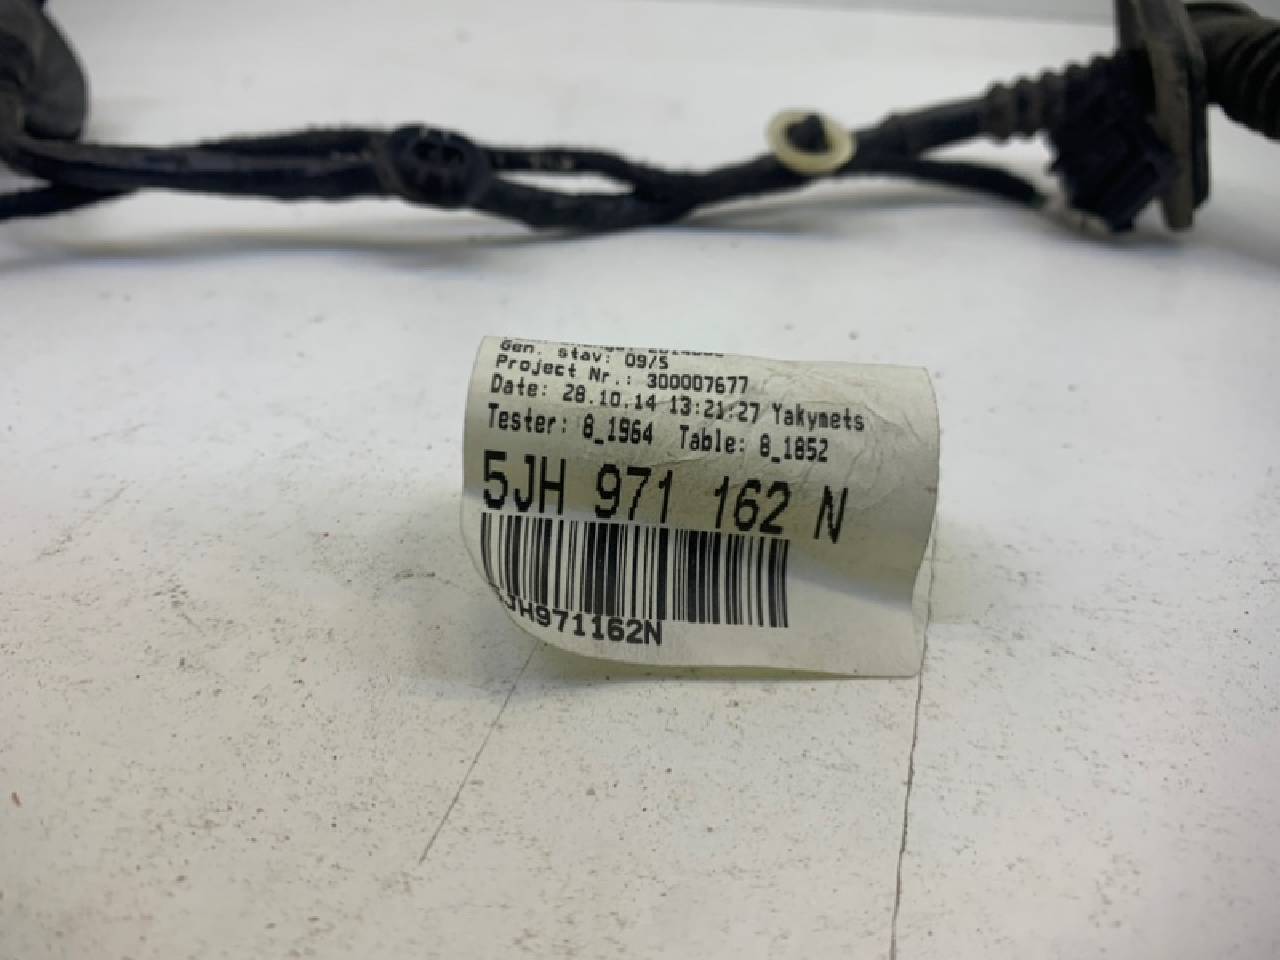 Gen. stav: 09/5
Project Nr.: 300007677
Date: 28.10.14 13:21:27 Yakymets
Tester: 8_1964 Table: 8_1852
5JH 971 162 N
5JH971162N